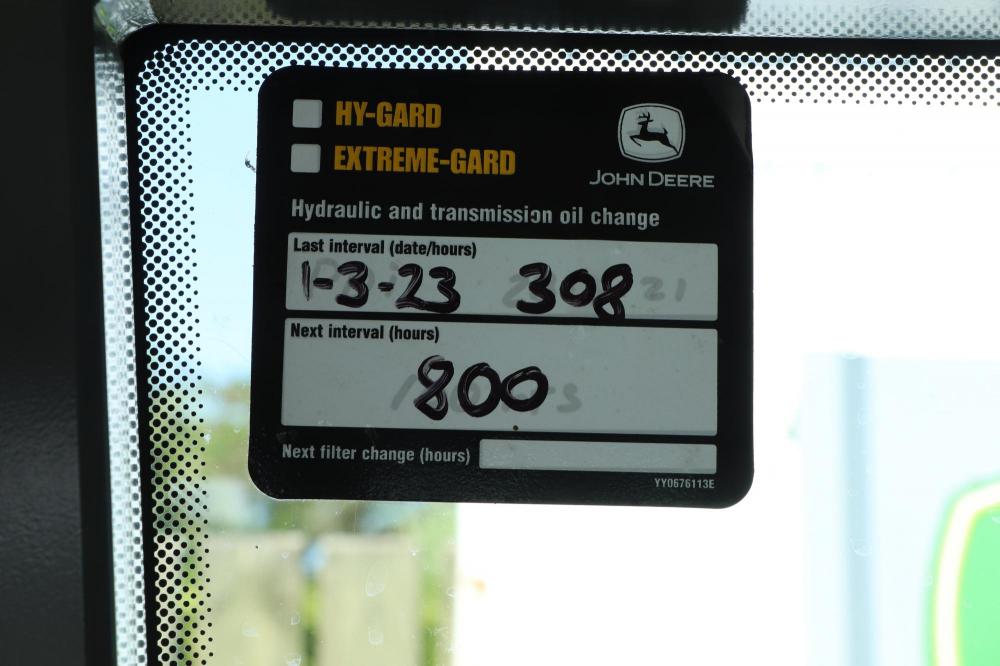 HY-GARD
EXTREME-GARD
JOHN DEERE
Hydraulic and transmission oil change
Last interval (date/hours)
1-3-23 308
Next interval (hours)
800
Next filter change (hours)
YY0676113E